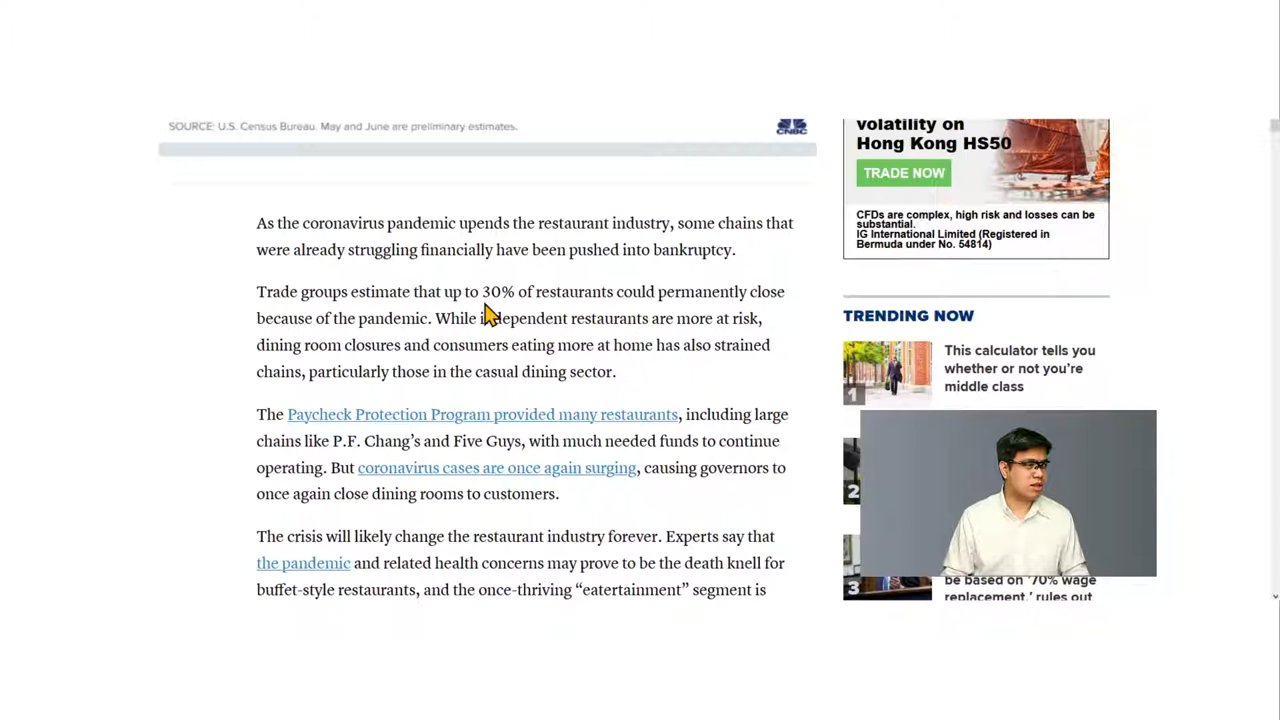 SOURCE: U.S. Census Bureau. May and June are preliminary estimates.
CNBC
As the coronavirus pandemic upends the restaurant industry, some chains that
were already struggling financially have been pushed into bankruptcy.
Trade groups estimate that up to 30% of restaurants could permanently close
because of the pandemic. While independent restaurants are more at risk,
dining room closures and consumers eating more at home has also strained
chains, particularly those in the casual dining sector.
The Paycheck Protection Program provided many restaurants, including large
chains like P.F. Chang’s and Five Guys, with much needed funds to continue
operating. But coronavirus cases are once again surging, causing governors to
once again close dining rooms to customers.
The crisis will likely change the restaurant industry forever. Experts say that
the pandemic and related health concerns may prove to be the death knell for
buffet-style restaurants, and the once-thriving “eatertainment” segment is
volatility on
Hong Kong HS50
TRADE NOW
CFDs are complex, high risk and losses can be
substantial.
IG International Limited (Registered in
Bermuda under No. 54814)
TRENDING NOW
1
This calculator tells you
whether or not you’re
middle class
2
3
be based on ‘70% wage
replacement,’ rules out